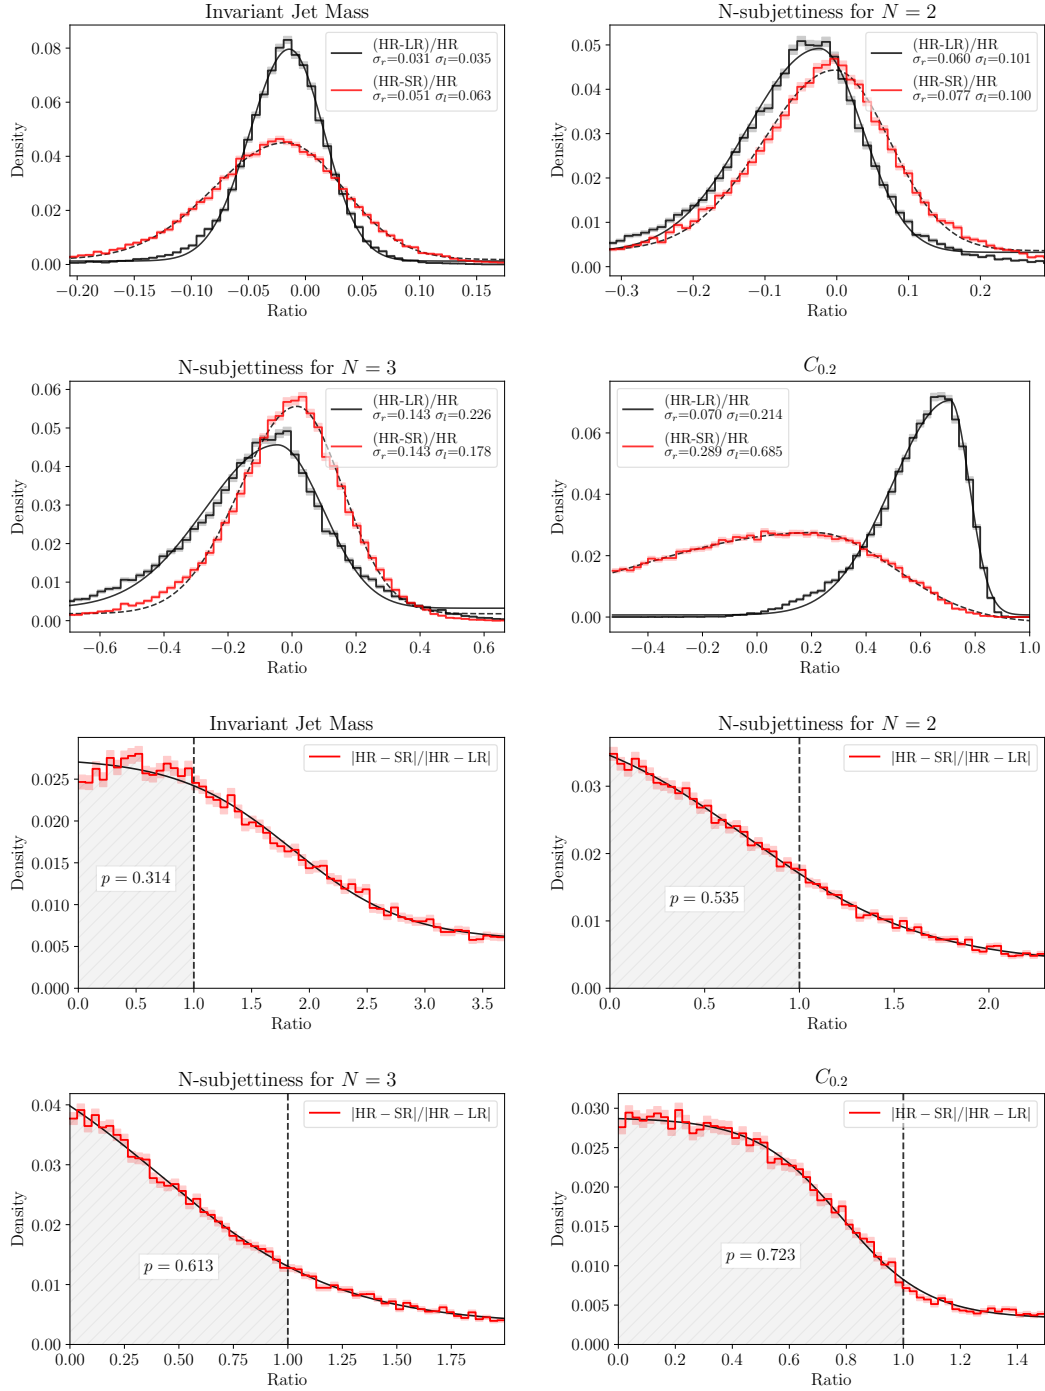 Invariant Jet Mass
(HR-LR)/HR
σr=0.031 σl=0.035
(HR-SR)/HR
σr=0.051 σl=0.063
Density
0.00
0.02
0.04
0.06
0.08
−0.20
−0.15
−0.10
−0.05
0.00
0.05
0.10
0.15
Ratio
N-subjettiness for N = 2
(HR-LR)/HR
σr=0.060 σl=0.101
(HR-SR)/HR
σr=0.077 σl=0.100
Density
0.00
0.01
0.02
0.03
0.04
0.05
−0.3
−0.2
−0.1
0.0
0.1
0.2
Ratio
N-subjettiness for N = 3
(HR-LR)/HR
σr=0.143 σl=0.226
(HR-SR)/HR
σr=0.143 σl=0.178
Density
0.00
0.01
0.02
0.03
0.04
0.05
0.06
−0.6
−0.4
−0.2
0.0
0.2
0.4
0.6
Ratio
C0.2
(HR-LR)/HR
σr=0.070 σl=0.214
(HR-SR)/HR
σr=0.289 σl=0.685
Density
0.00
0.02
0.04
0.06
−0.4
−0.2
0.0
0.2
0.4
0.6
0.8
1.0
Ratio
Invariant Jet Mass
|HR − SR|/|HR − LR|
p = 0.314
Density
0.000
0.005
0.010
0.015
0.020
0.025
0.0
0.5
1.0
1.5
2.0
2.5
3.0
3.5
Ratio
N-subjettiness for N = 2
|HR − SR|/|HR − LR|
p = 0.535
Density
0.00
0.01
0.02
0.03
0.0
0.5
1.0
1.5
2.0
Ratio
N-subjettiness for N = 3
|HR − SR|/|HR − LR|
p = 0.613
Density
0.00
0.01
0.02
0.03
0.04
0.00
0.25
0.50
0.75
1.00
1.25
1.50
1.75
Ratio
C0.2
|HR − SR|/|HR − LR|
p = 0.723
Density
0.000
0.005
0.010
0.015
0.020
0.025
0.030
0.0
0.2
0.4
0.6
0.8
1.0
1.2
1.4
Ratio